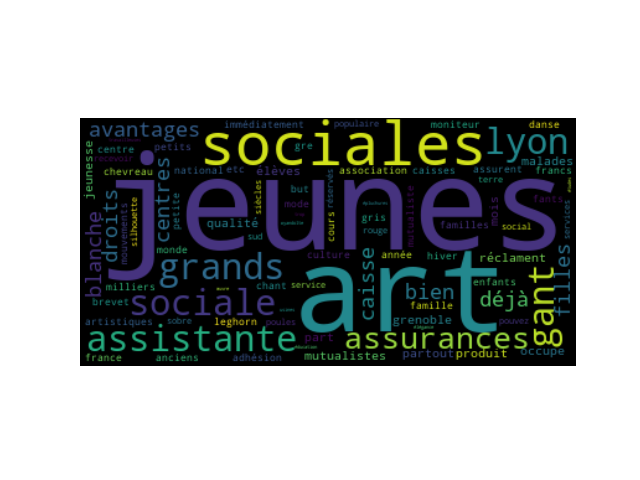 avantages immédiatement populaire moniteur danse
jeunesse centre petits sociales gre lyon
recevoir malades
chevreau centres national etc elèves association caisses assurent francs
jeunes
blanche droits mouvements silhouette petite siècles but mode réservés cours gris rouge mutualiste terre mois fants
qualité sud familles social services
monde culture année hiver réclament
grands art caisse filles
milliers chant service bien enfants
sociale famille déjà gant
brevet
artistiques sobre leghorn poules grenoble pouvez
assistante part assurances
france anciens adhésion mutualistes partout produit occupe